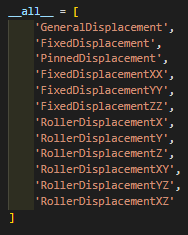 __all__ = [
    'GeneralDisplacement',
    'FixedDisplacement',
    'PinnedDisplacement',
    'FixedDisplacementXX',
    'FixedDisplacementYY',
    'FixedDisplacementZZ',
    'RollerDisplacementX',
    'RollerDisplacementY',
    'RollerDisplacementZ',
    'RollerDisplacementXY',
    'RollerDisplacementYZ',
    'RollerDisplacementXZ'
]